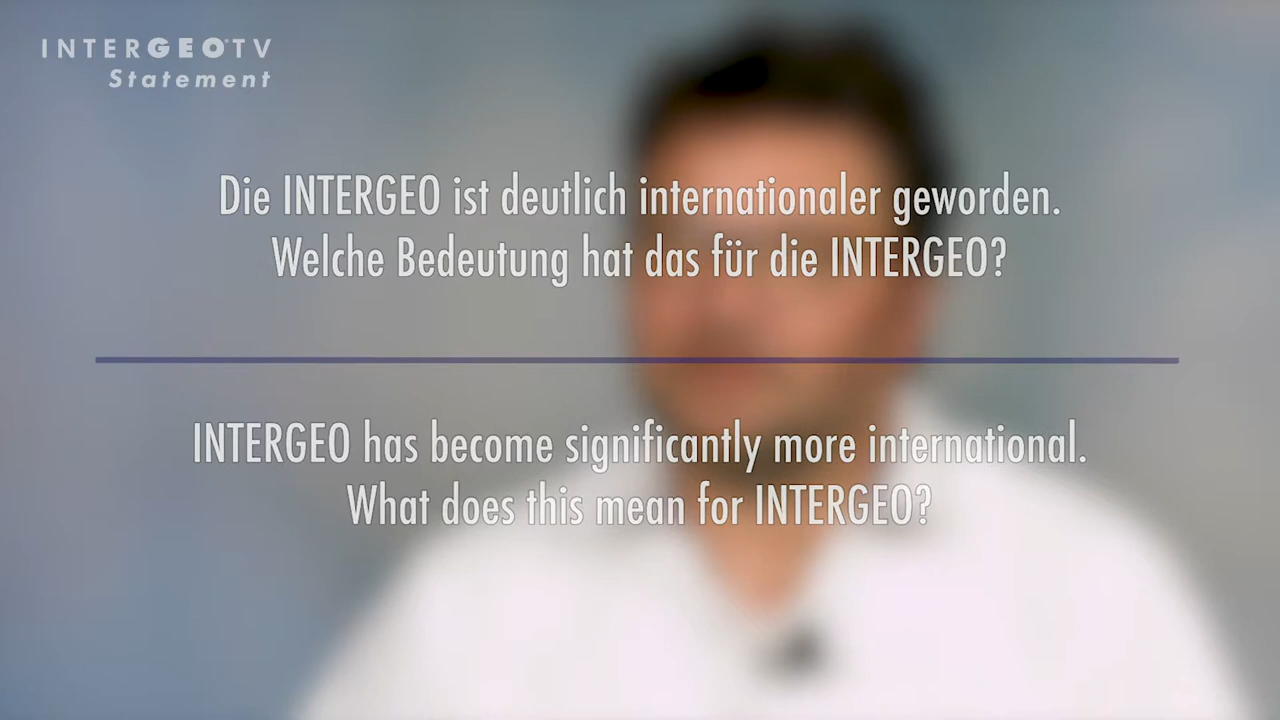 INTERGEO TV
Statement
Die INTERGEO ist deutlich internationaler geworden.
Welche Bedeutung hat das für die INTERGEO?
INTERGEO has become significantly more international.
What does this mean for INTERGEO?